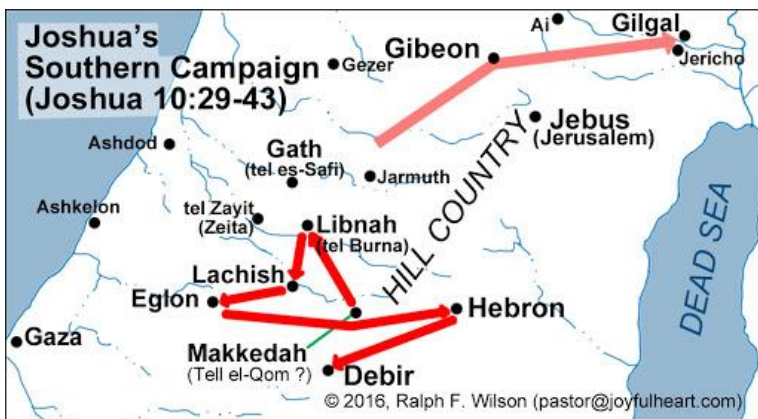 Joshua's
Southern Campaign
(Joshua 10:29-43)
Ai
Gilgal
Gibeon
Jericho
Gezer
Jebus
(Jerusalem)
Ashdod
Gath
(tel es-Safi)
Jarmuth
HILL COUNTRY
DEAD SEA
Ashkelon
tel Zayit
(Zeita)
Libnah
(tel Burna)
Lachish
Eglon
Hebron
Gaza
Makkedah
(Tell el-Qom ?)
Debir
© 2016, Ralph F. Wilson (pastor@joyfulheart.com)